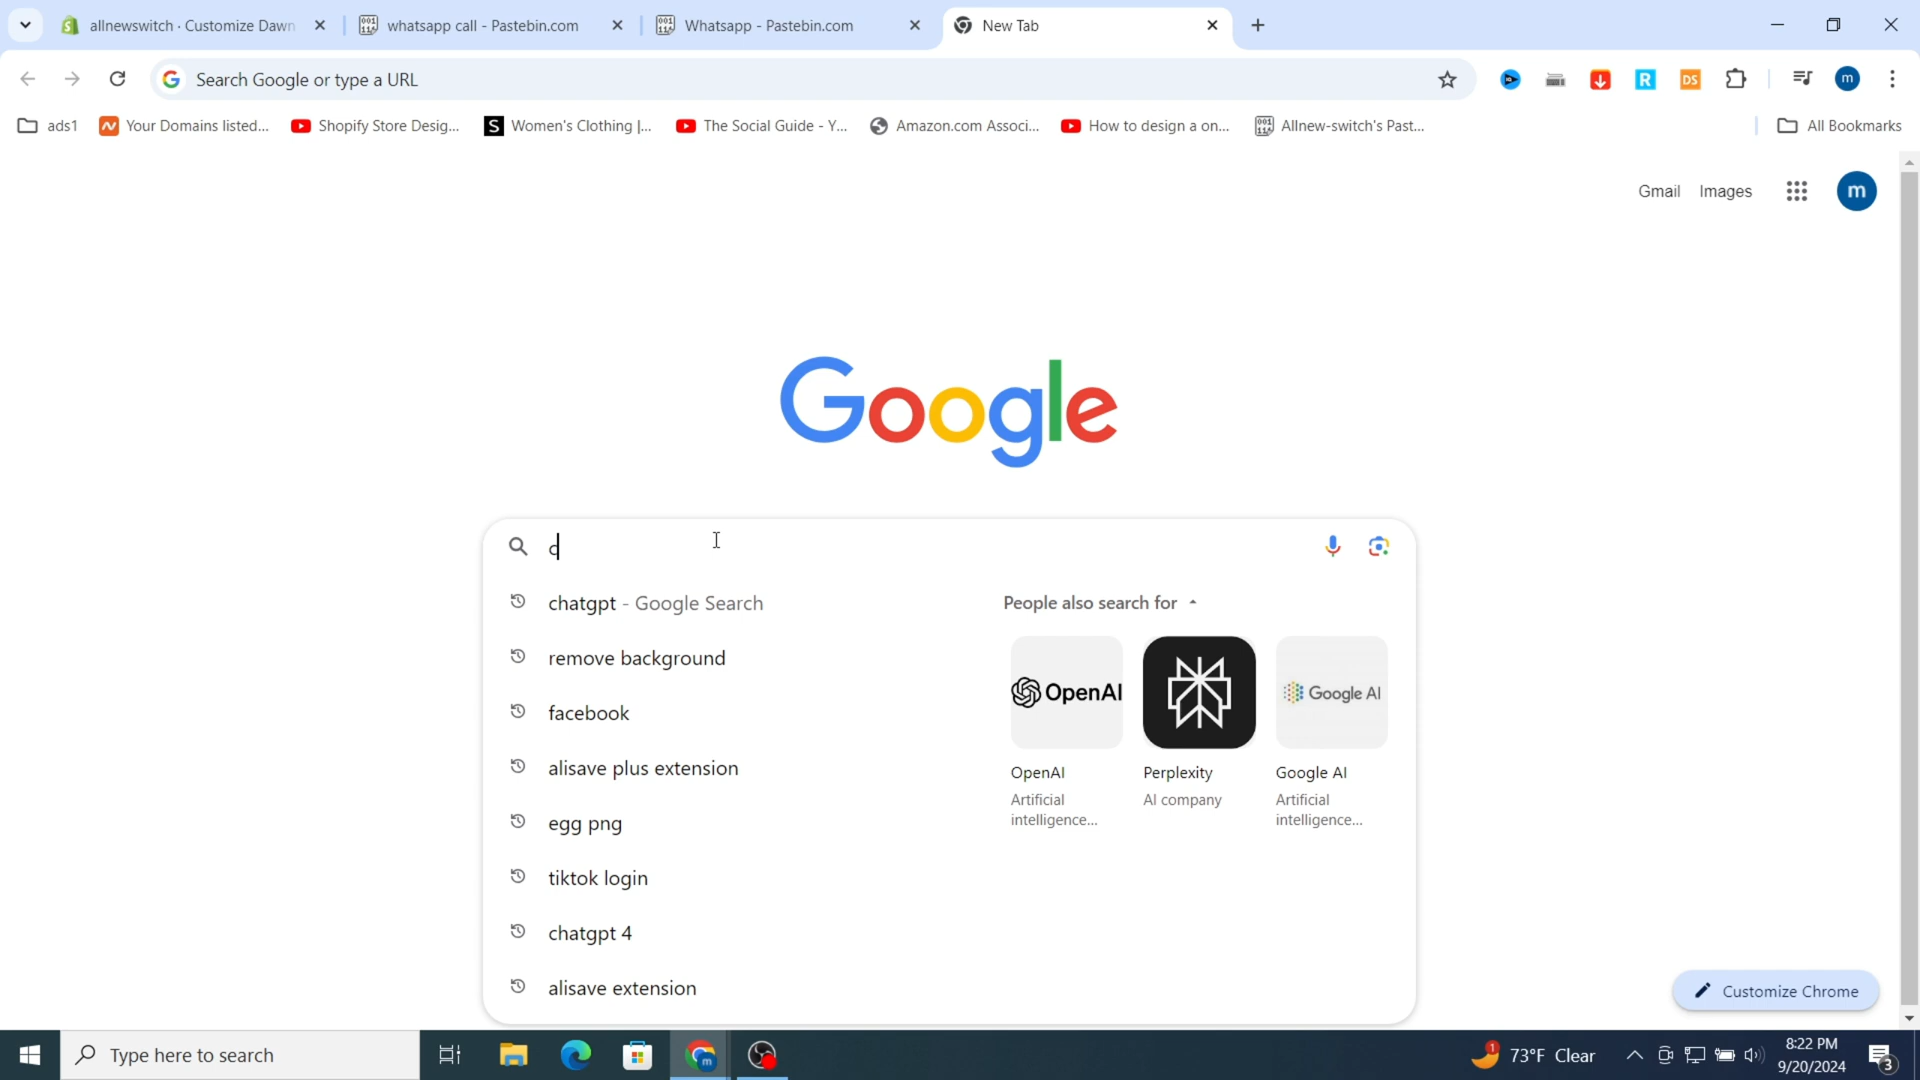 allnewswitch · Customize Dawn
whatsapp call - Pastebin.com
Whatsapp - Pastebin.com
New Tab
Search Google or type a URL
m
ads1
Your Domains listed...
Shopify Store Desig...
Women's Clothing |...
The Social Guide - Y...
Amazon.com Associ...
How to design a on...
Allnew-switch's Past...
All Bookmarks
Gmail
Images
m
Google
c
chatgpt - Google Search
remove background
facebook
alisave plus extension
egg png
tiktok login
chatgpt 4
alisave extension
People also search for
OpenAI
Google AI
OpenAI
Artificial
intelligence...
Perplexity
AI company
Google AI
Artificial
intelligence...
Customize Chrome
Type here to search
73°F Clear
8:22 PM
9/20/2024
3